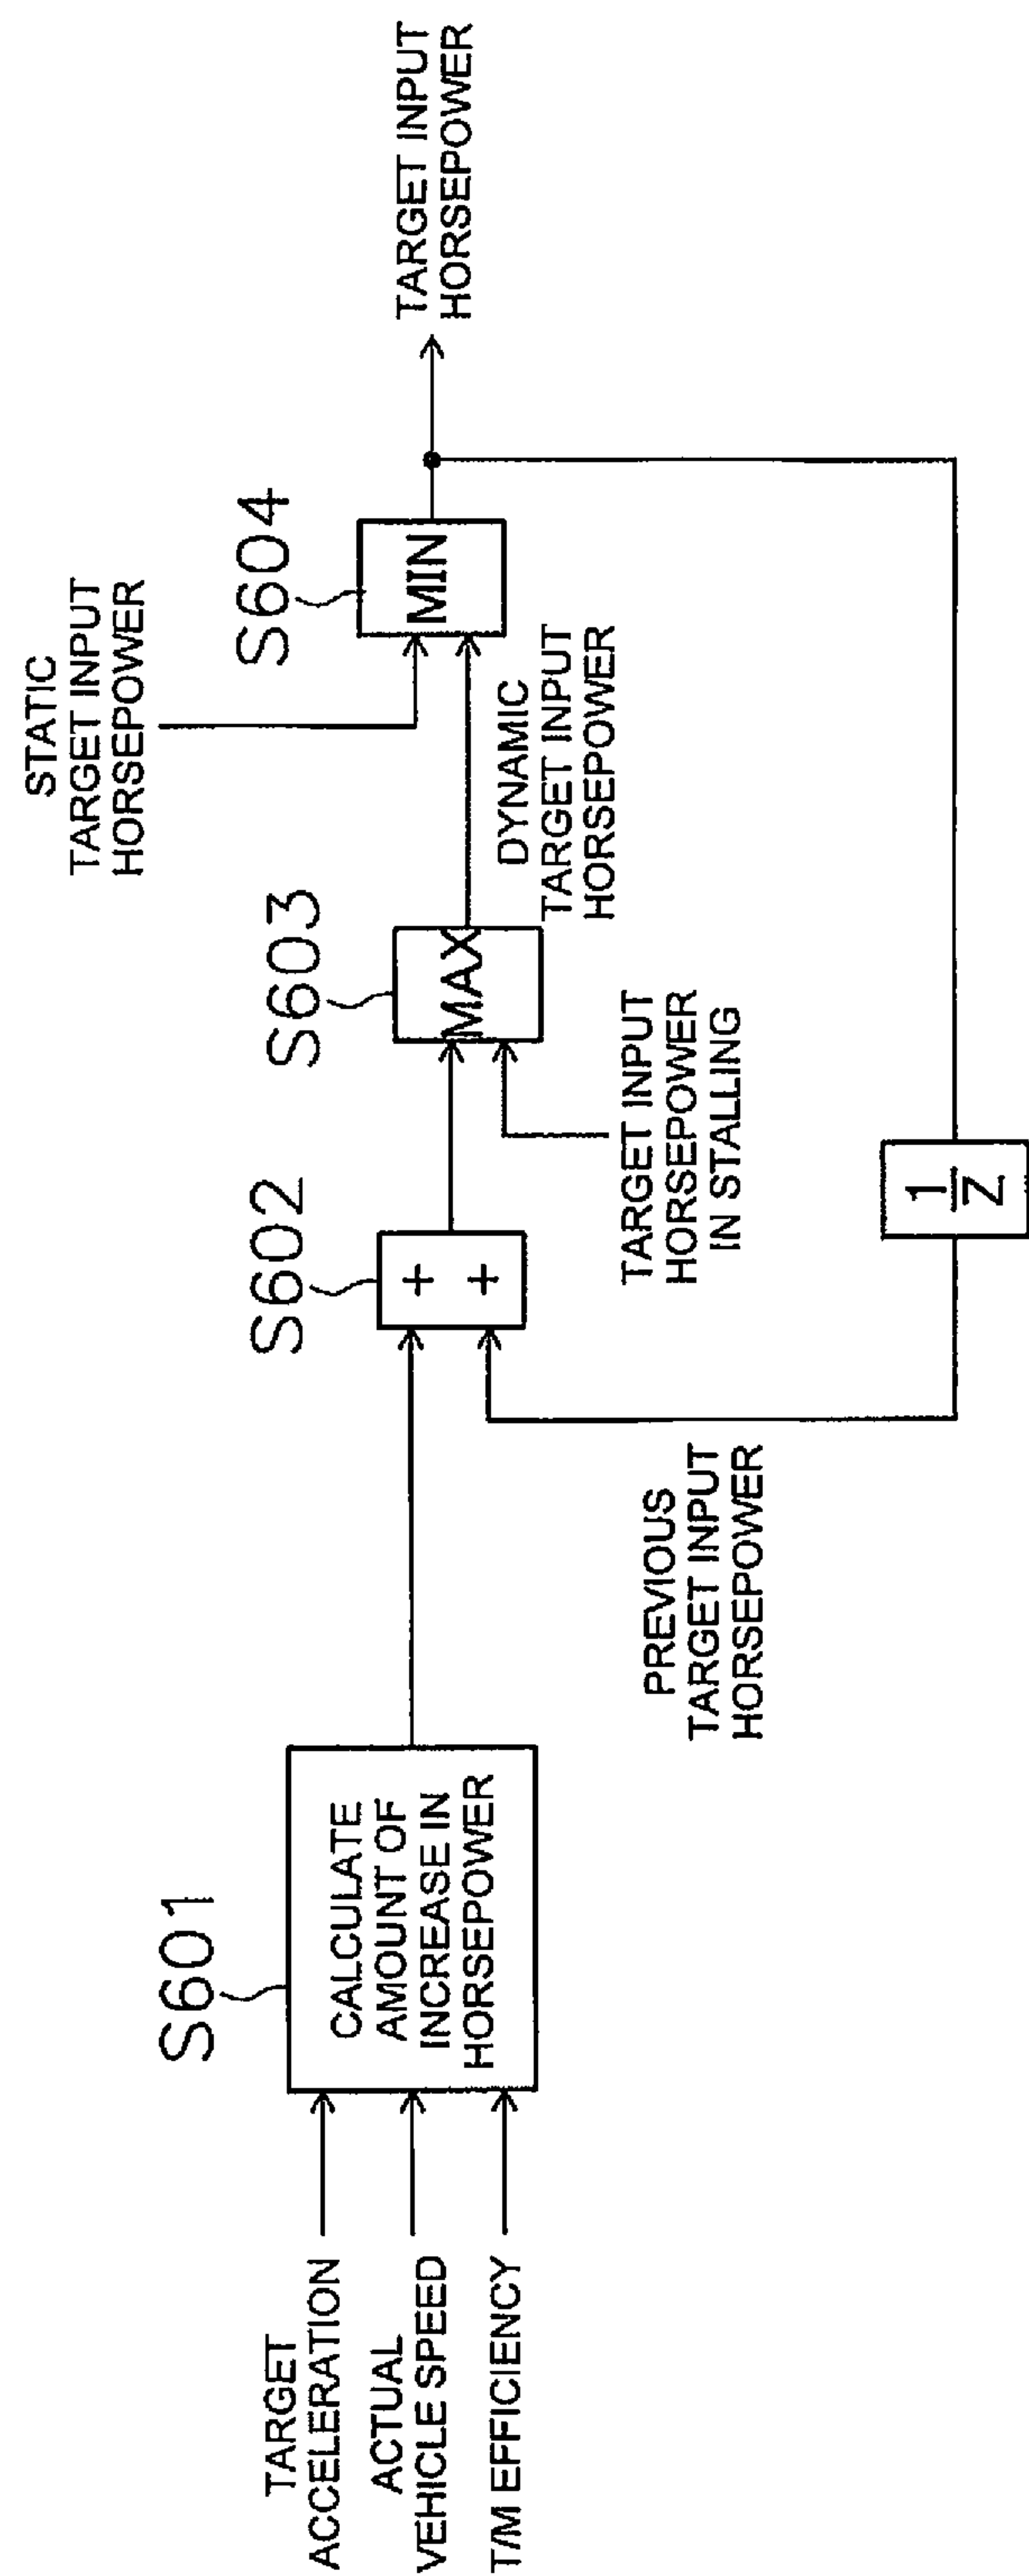 TARGET
ACCELERATION
ACTUAL
VEHICLE SPEED
T/M EFFICIENCY
S601
CALCULATE
AMOUNT OF
INCREASE IN
HORSEPOWER
PREVIOUS
TARGET INPUT
HORSEPOWER
S602
+
+
TARGET INPUT
HORSEPOWER
IN STALLING
S603
MAX
DYNAMIC
TARGET INPUT
HORSEPOWER
STATIC
TARGET INPUT
HORSEPOWER
S604
MIN
TARGET INPUT
HORSEPOWER
1
Z